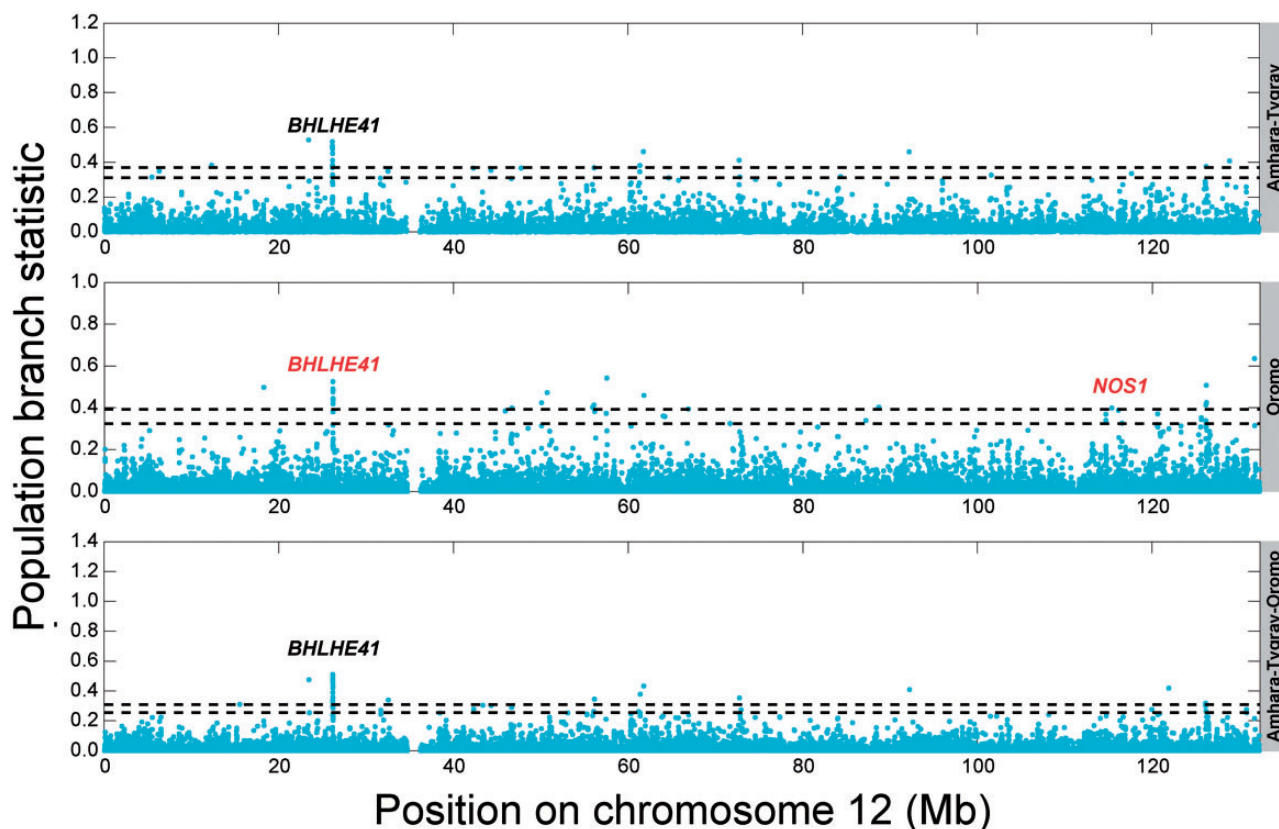 Population branch statistic
1.2
1.0
0.8
0.6
0.4
0.2
0.0
BHLHE41
0 20 40 60 80 100 120
Amhara-Tygray
1.0
0.8
0.6
0.4
0.2
0.0
BHLHE41
NOS1
0 20 40 60 80 100 120
Oromo
1.4
1.2
1.0
0.8
0.6
0.4
0.2
0.0
BHLHE41
0 20 40 60 80 100 120
Amhara-Tygray-Oromo
Position on chromosome 12 (Mb)